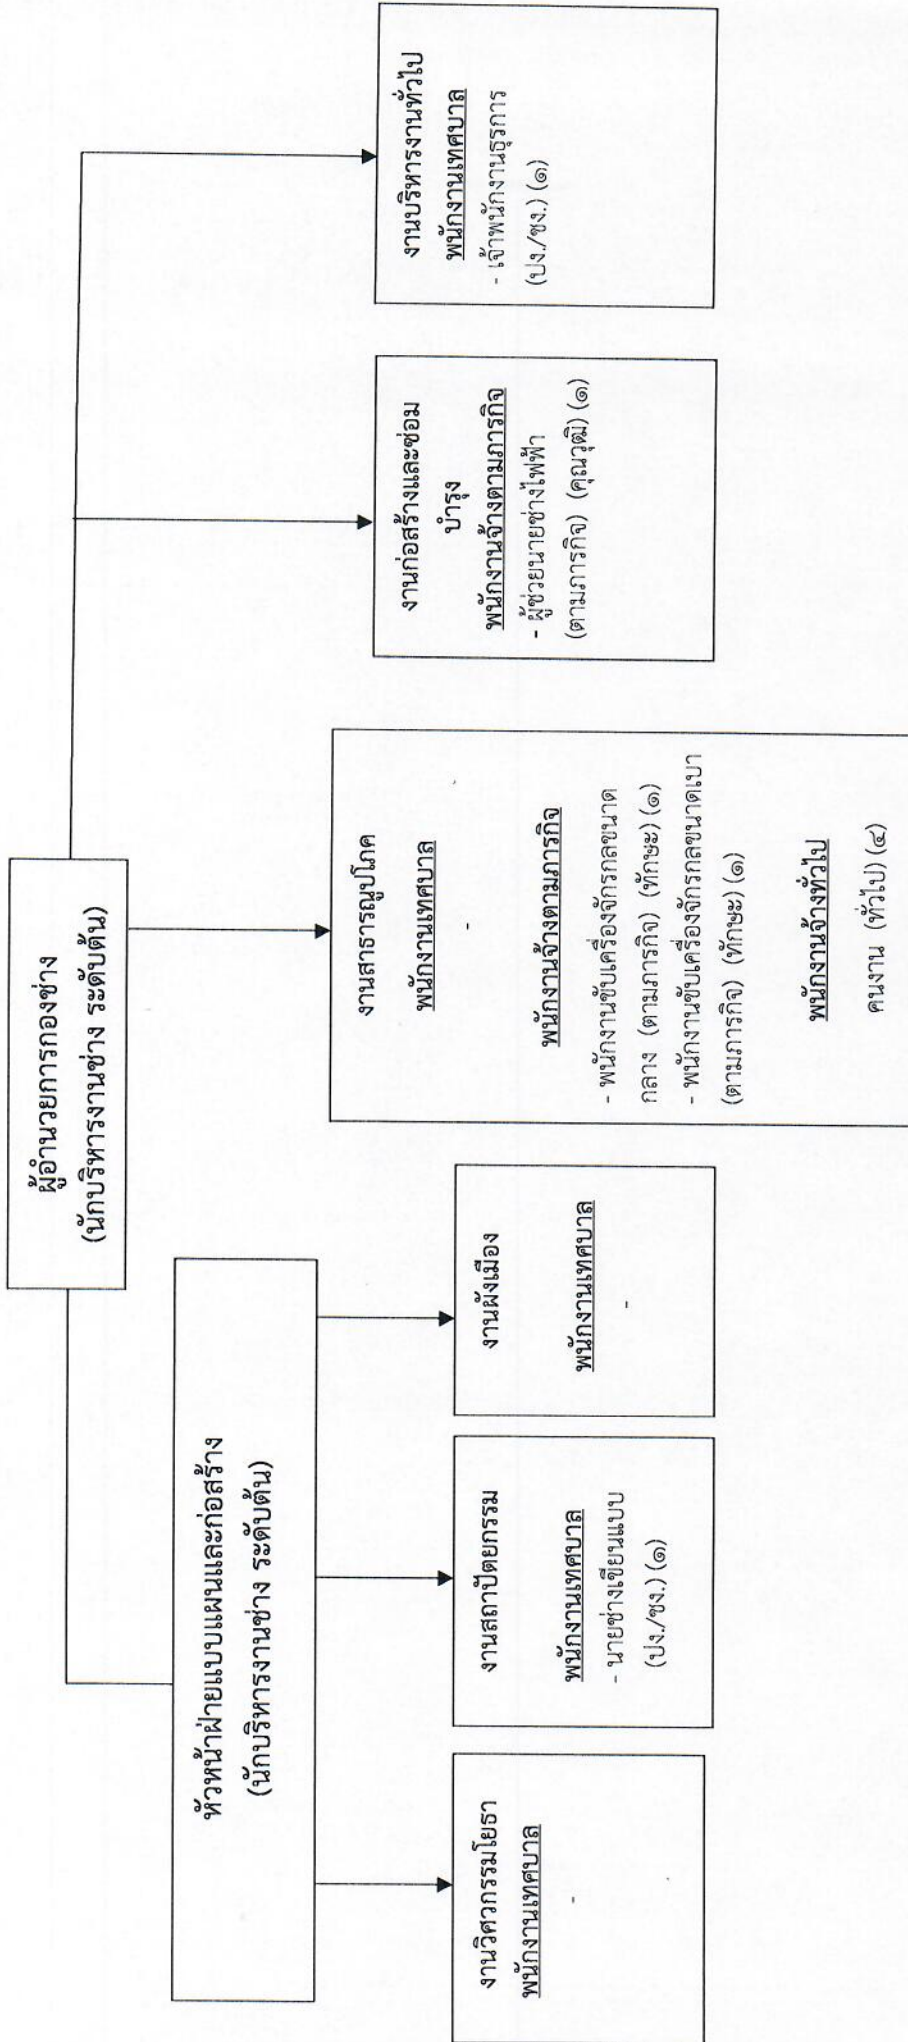 ผู้อำนวยการกองช่าง
(นักบริหารงานช่าง ระดับต้น)
หัวหน้าฝ่ายแบบแผนและก่อสร้าง
(นักบริหารงานช่าง ระดับต้น)
งานวิศวกรรมโยธา
พนักงานเทศบาล
-
งานสถาปัตยกรรม
พนักงานเทศบาล
- นายช่างเขียนแบบ
(ปง./ชง.) (๑)
งานผังเมือง
พนักงานเทศบาล
-
งานสาธารณูปโภค
พนักงานเทศบาล
-
พนักงานจ้างตามภารกิจ
- พนักงานขับเครื่องจักรกลขนาด
กลาง (ตามภารกิจ) (ทักษะ) (๑)
- พนักงานขับเครื่องจักรกลขนาดเบา
(ตามภารกิจ) (ทักษะ) (๑)
พนักงานจ้างทั่วไป
คนงาน (ทั่วไป) (๔)
งานก่อสร้างและซ่อม
บำรุง
พนักงานจ้างตามภารกิจ
- ผู้ช่วยนายช่างไฟฟ้า
(ตามภารกิจ) (คุณวุฒิ) (๑)
งานบริหารงานทั่วไป
พนักงานเทศบาล
- เจ้าพนักงานธุรการ
(ปง./ชง.) (๑)